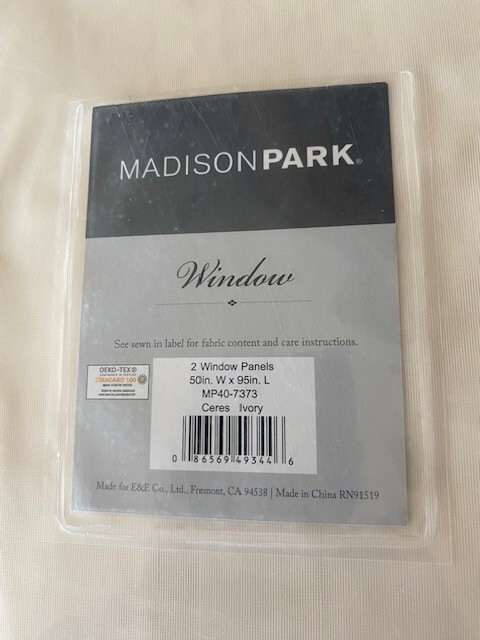 MADISONPARK®
Window
See sewn in label for fabric content and care instructions.
OEKO-TEX®
STANDARD 100
2 Window Panels
50in. W x 95in. L
MP40-7373
Ceres Ivory
0 86569 49344 6
Made for E&E Co., Ltd., Fremont, CA 94538 | Made in China RN91519